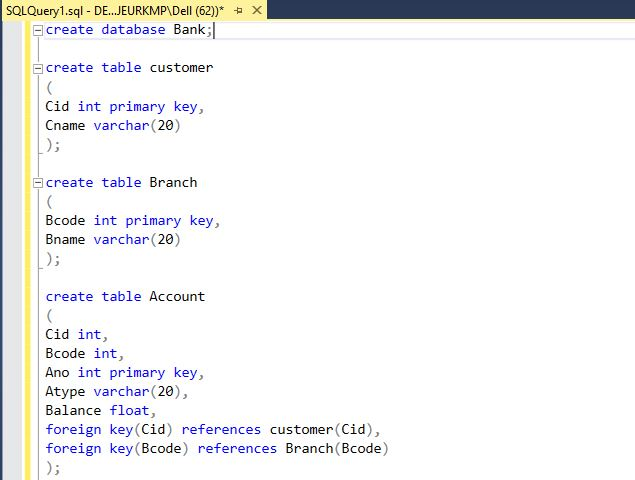 SQLQuery1.sql - DE...JEURKMP\Dell (62))*
create database Bank;
create table customer
(
Cid int primary key,
Cname varchar(20)
);
create table Branch
(
Bcode int primary key,
Bname varchar(20)
);
create table Account
(
Cid int,
Bcode int,
Ano int primary key,
Atype varchar(20),
Balance float,
foreign key(Cid) references customer(Cid),
foreign key(Bcode) references Branch(Bcode)
);